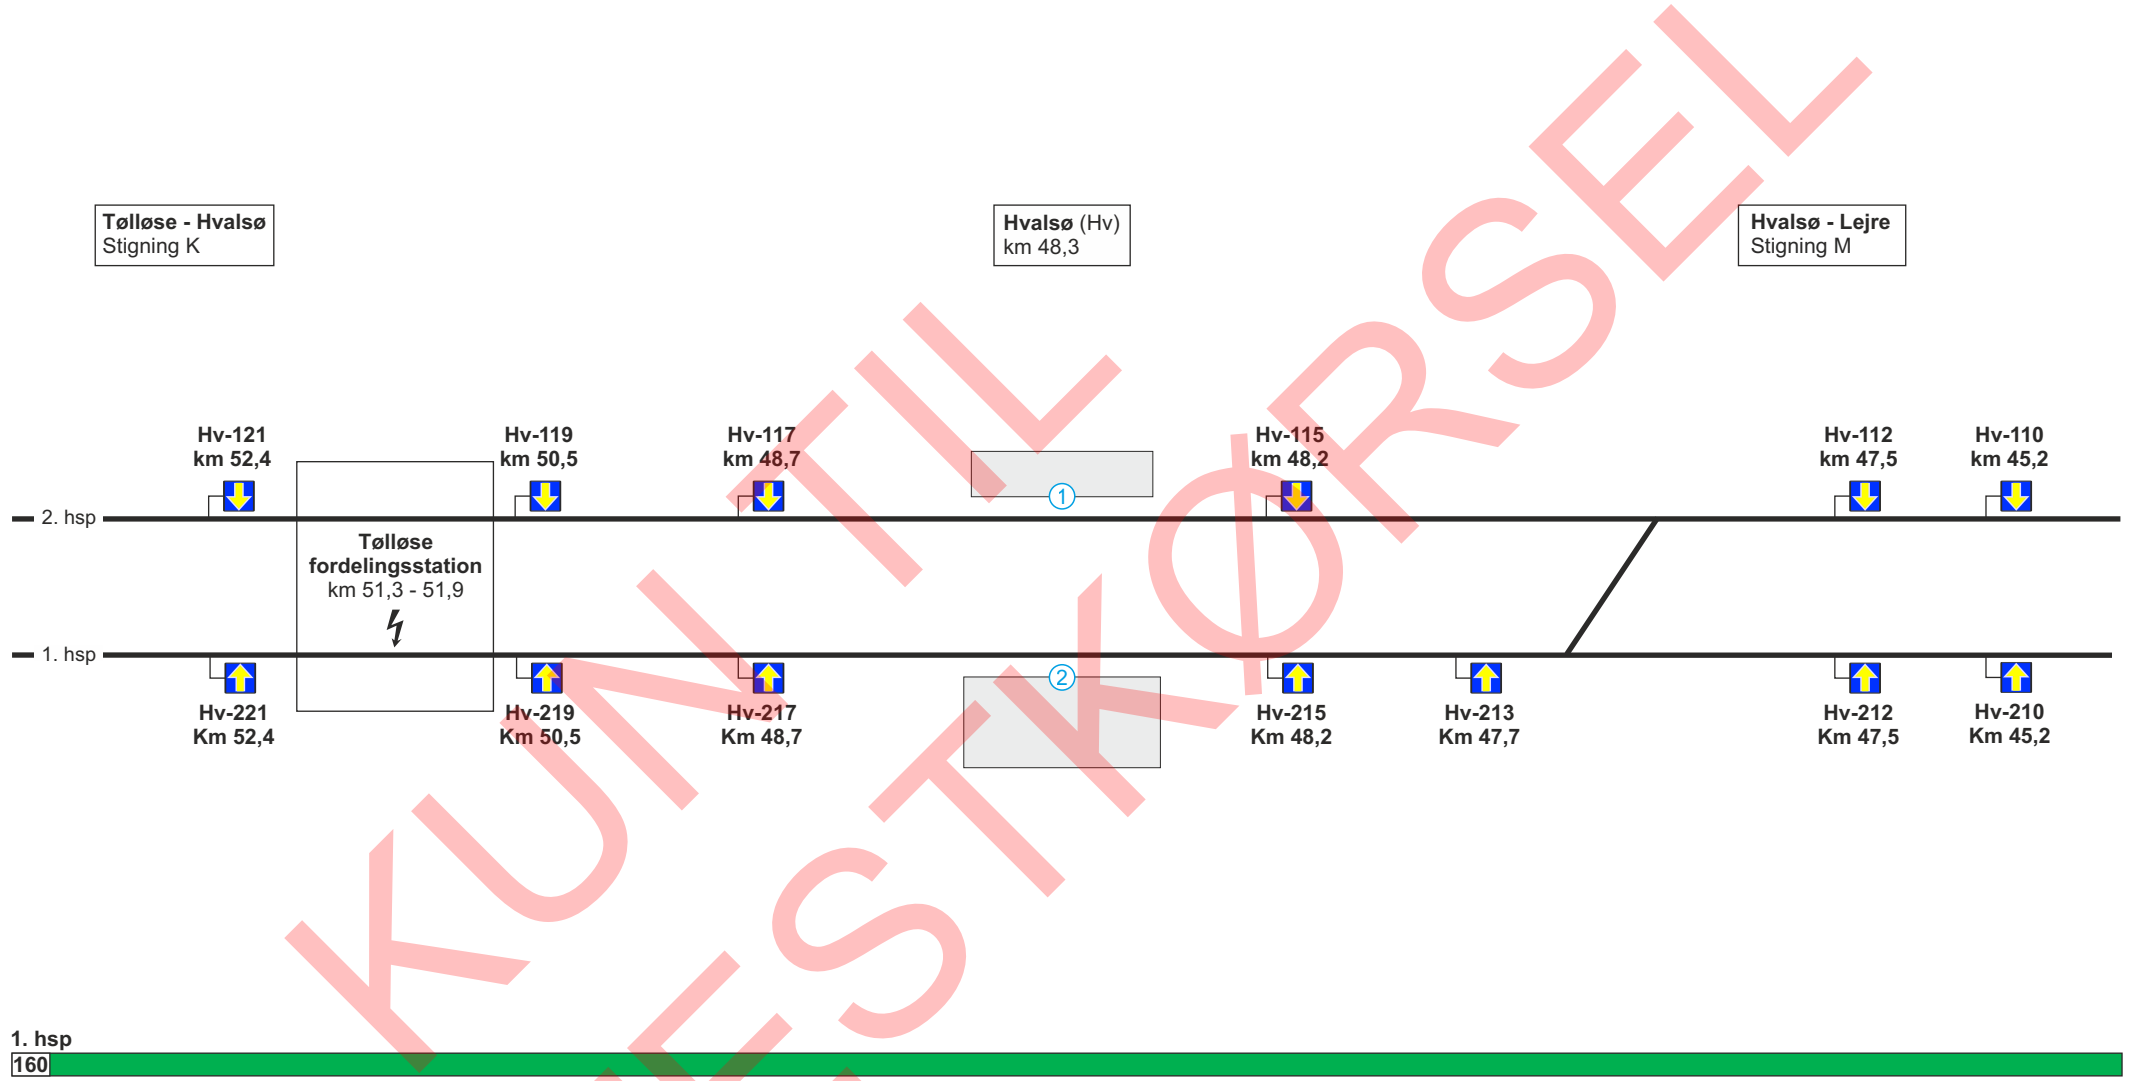 Tølløse - Hvalsø
Stigning K
Hvalsø (Hv)
km 48,3
Hvalsø - Lejre
Stigning M
Hv-121
km 52,4
Hv-119
km 50,5
Hv-117
km 48,7
Hv-115
km 48,2
Hv-112
km 47,5
Hv-110
km 45,2
1
2. hsp
Tølløse
fordelingsstation
km 51,3 - 51,9
1. hsp
2
Hv-221
Km 52,4
Hv-219
Km 50,5
Hv-217
Km 48,7
Hv-215
Km 48,2
Hv-213
Km 47,7
Hv-212
Km 47,5
Hv-210
Km 45,2
KUN TIL
ESTKØRSEL
1. hsp
160